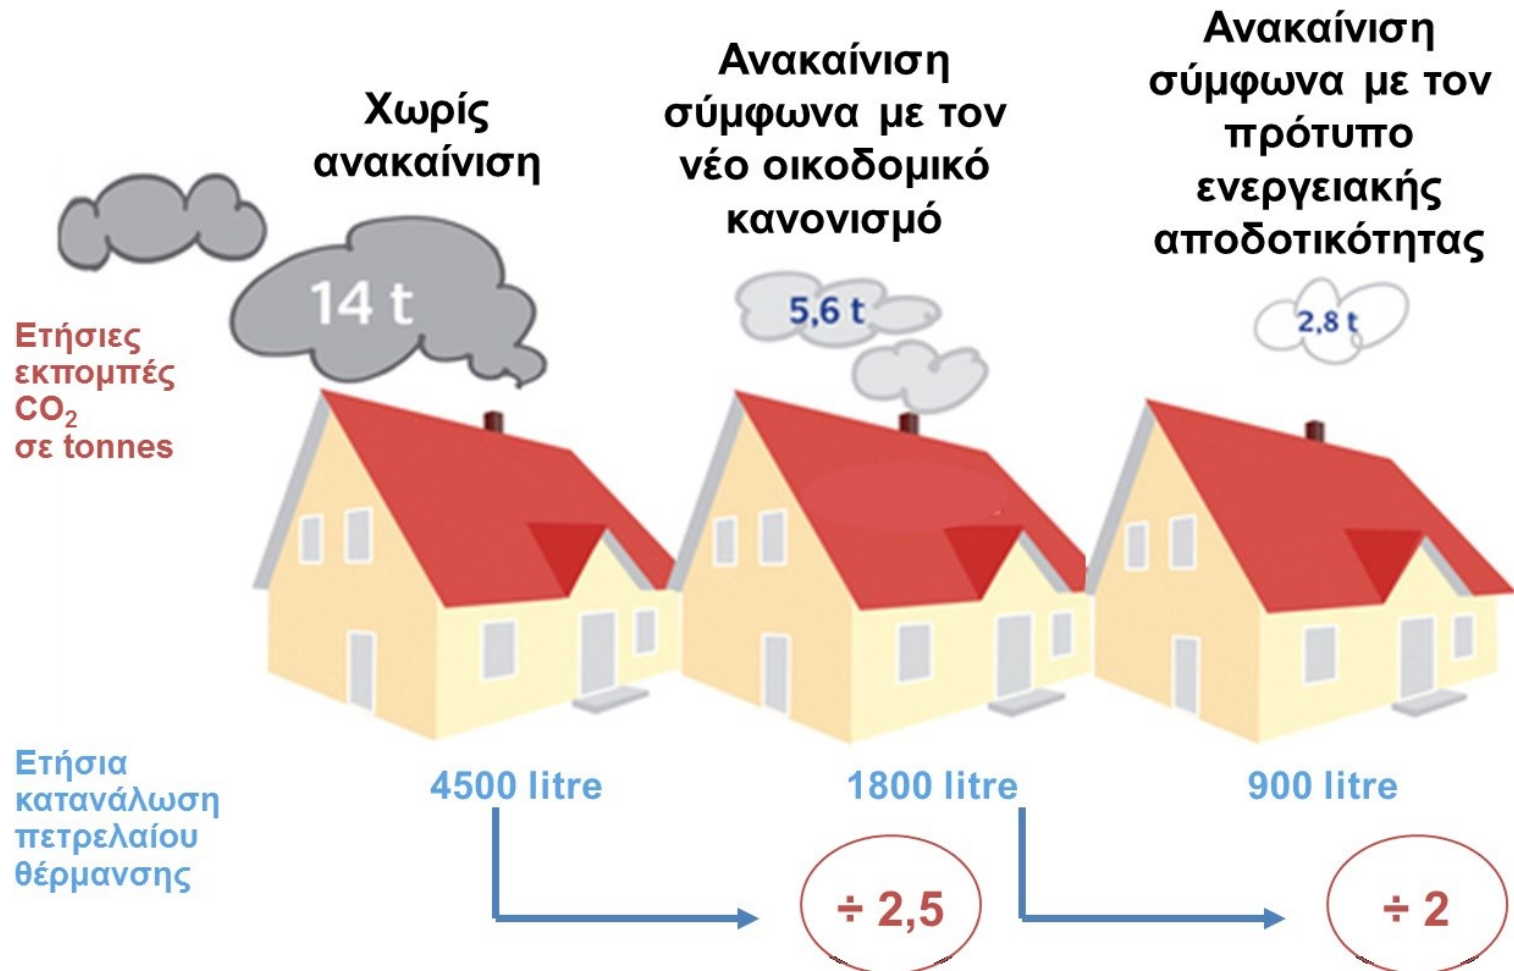 Χωρίς
ανακαίνιση
Ανακαίνιση
σύμφωνα με τον
νέο οικοδομικό
κανονισμό
Ανακαίνιση
σύμφωνα με τον
πρότυπο
ενεργειακής
αποδοτικότητας
14 t
5,6 t
2,8 t
Ετήσιες
εκπομπές
CO₂
σε tonnes
Ετήσια
κατανάλωση
πετρελαίου
θέρμανσης
4500 litre
1800 litre
900 litre
÷ 2,5
÷ 2